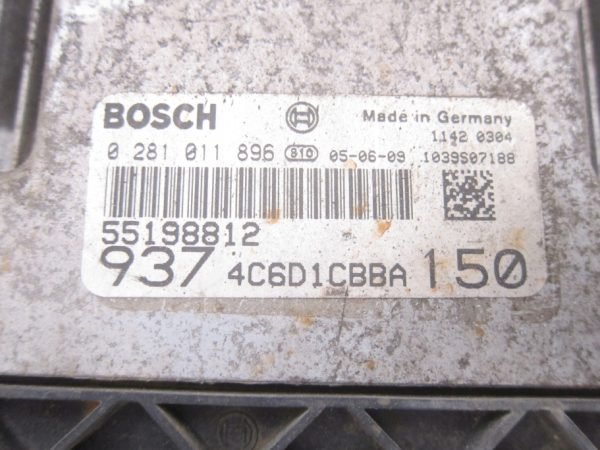 BOSCH Made in Germany
1142 0304
0 281 011 896 810 05-06-09 1039S07188
55198812
937 4C6D1CBBA 150